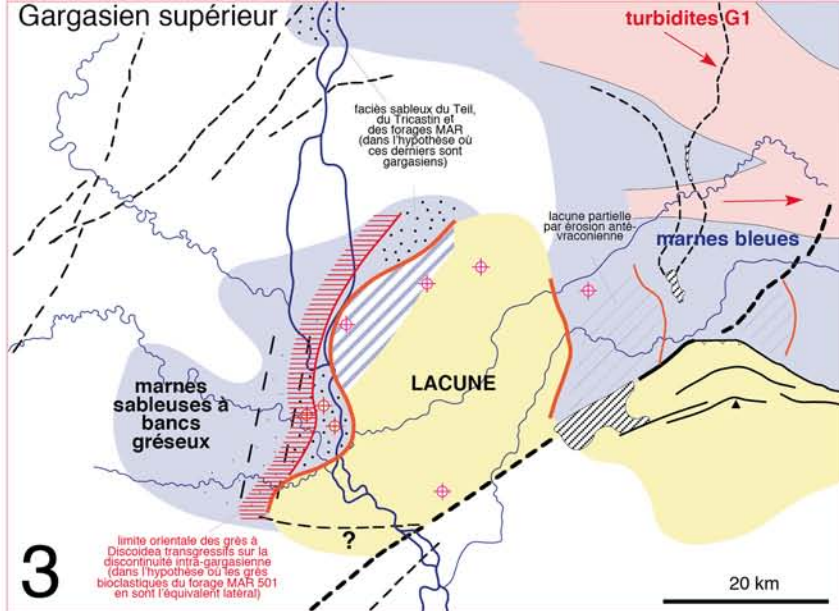 Gargasien supérieur
turbidites G1
faciès sableux du Teil,
du Tricastin et
des forages MAR
(dans l'hypothèse où
ces derniers sont
gargasiens)
lacune partielle
par érosion anté-
vraconienne
marnes bleues
LACUNE
marnes
sableuses à
bancs
gréseux
?
3
limite orientale des grès à
Discoidea transgressifs sur la
discontinuité intra-gargasienne
(dans l'hypothèse où les grès
bioclastiques du forage MAR 501
en sont l'équivalent latéral)
20 km